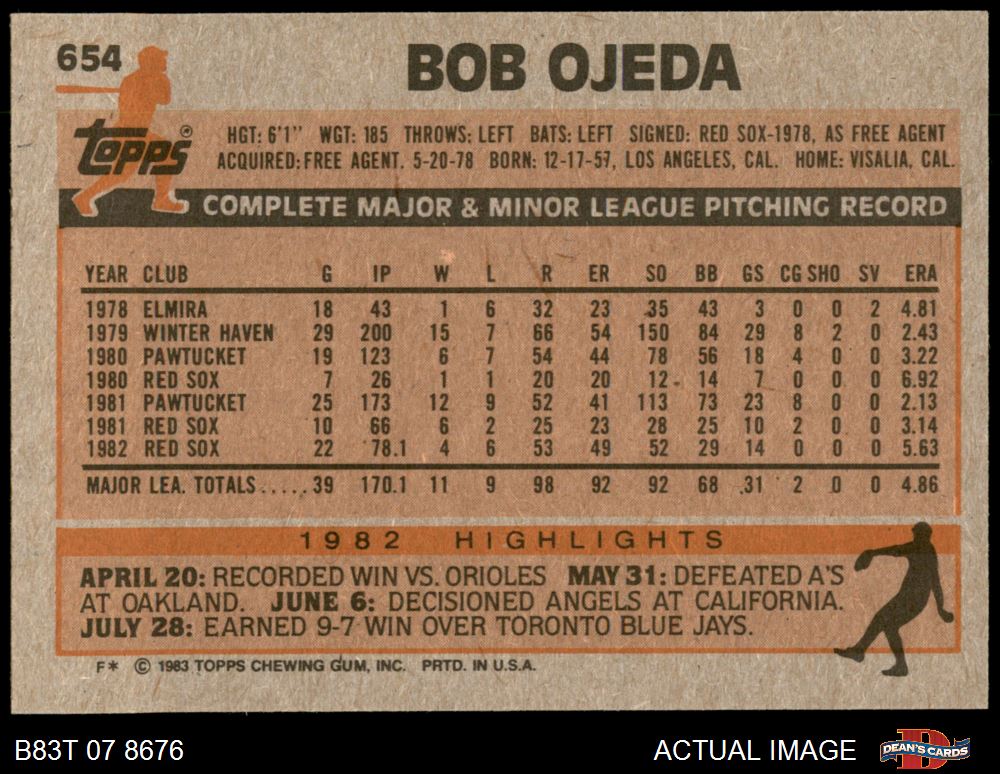 654
BOB OJEDA
topps®
HGT: 6'1" WGT: 185 THROWS: LEFT BATS: LEFT SIGNED: RED SOX-1978, AS FREE AGENT
ACQUIRED: FREE AGENT. 5-20-78 BORN: 12-17-57, LOS ANGELES, CAL. HOME: VISALIA, CAL.
COMPLETE MAJOR & MINOR LEAGUE PITCHING RECORD
YEAR CLUB G IP W L R ER SO BB GS CG SHO SV ERA
1978 ELMIRA 18 43 1 6 32 23 35 43 3 0 0 2 4.81
1979 WINTER HAVEN 29 200 15 7 66 54 150 84 29 8 2 0 2.43
1980 PAWTUCKET 19 123 6 7 54 44 78 56 18 4 0 0 3.22
1980 RED SOX 7 26 1 1 20 20 12 14 7 0 0 0 6.92
1981 PAWTUCKET 25 173 12 9 52 41 113 73 23 8 0 0 2.13
1981 RED SOX 10 66 6 2 25 23 28 25 10 2 0 0 3.14
1982 RED SOX 22 78.1 4 6 53 49 52 29 14 0 0 0 5.63
MAJOR LEA. TOTALS.....39 170.1 11 9 98 92 92 68 31 2 0 0 4.86
1982 HIGHLIGHTS
APRIL 20: RECORDED WIN VS. ORIOLES MAY 31: DEFEATED A'S
AT OAKLAND. JUNE 6: DECISIONED ANGELS AT CALIFORNIA.
JULY 28: EARNED 9-7 WIN OVER TORONTO BLUE JAYS.
F* © 1983 TOPPS CHEWING GUM, INC. PRTD. IN U.S.A.
B83T 07 8676 ACTUAL IMAGE DEAN'S CARDS